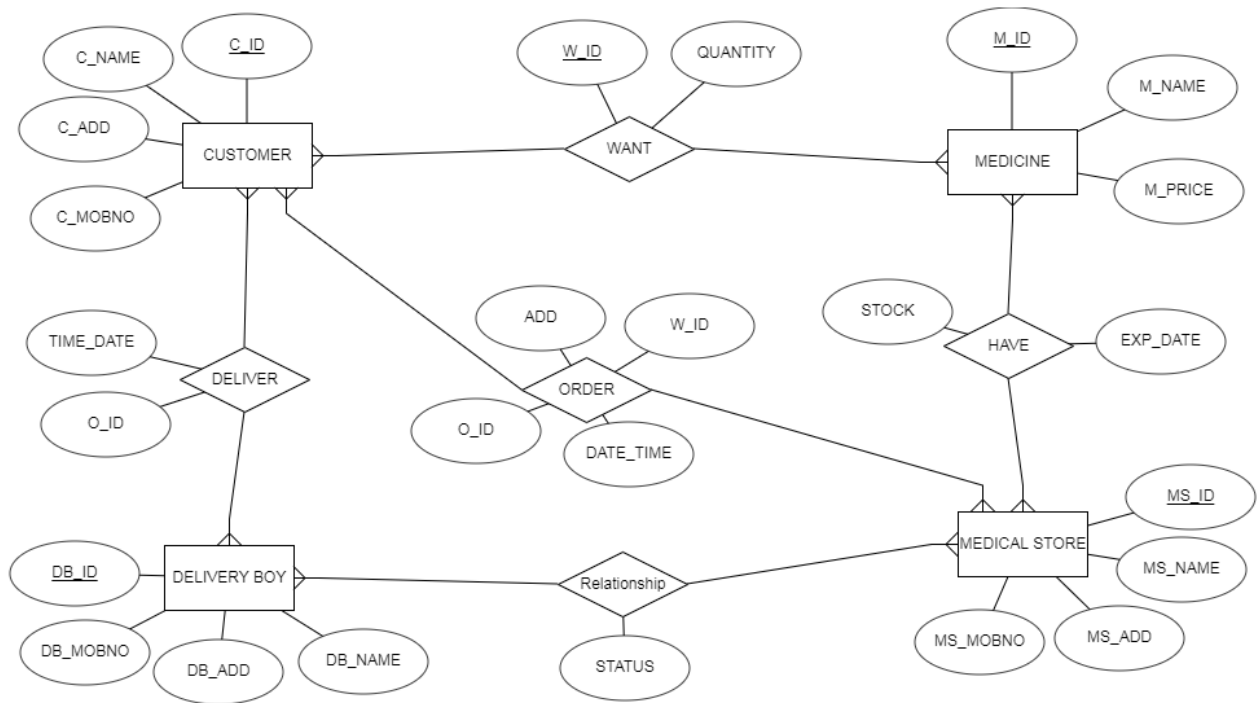 C_ID
C_NAME
W_ID
QUANTITY
M_ID
M_NAME
C_ADD
CUSTOMER
WANT
MEDICINE
M_PRICE
C_MOBNO
STOCK
ADD
W_ID
TIME_DATE
HAVE
EXP_DATE
DELIVER
ORDER
O_ID
O_ID
DATE_TIME
MS_ID
MEDICAL STORE
DB_ID
DELIVERY BOY
Relationship
MS_NAME
DB_MOBNO
DB_ADD
DB_NAME
STATUS
MS_MOBNO
MS_ADD